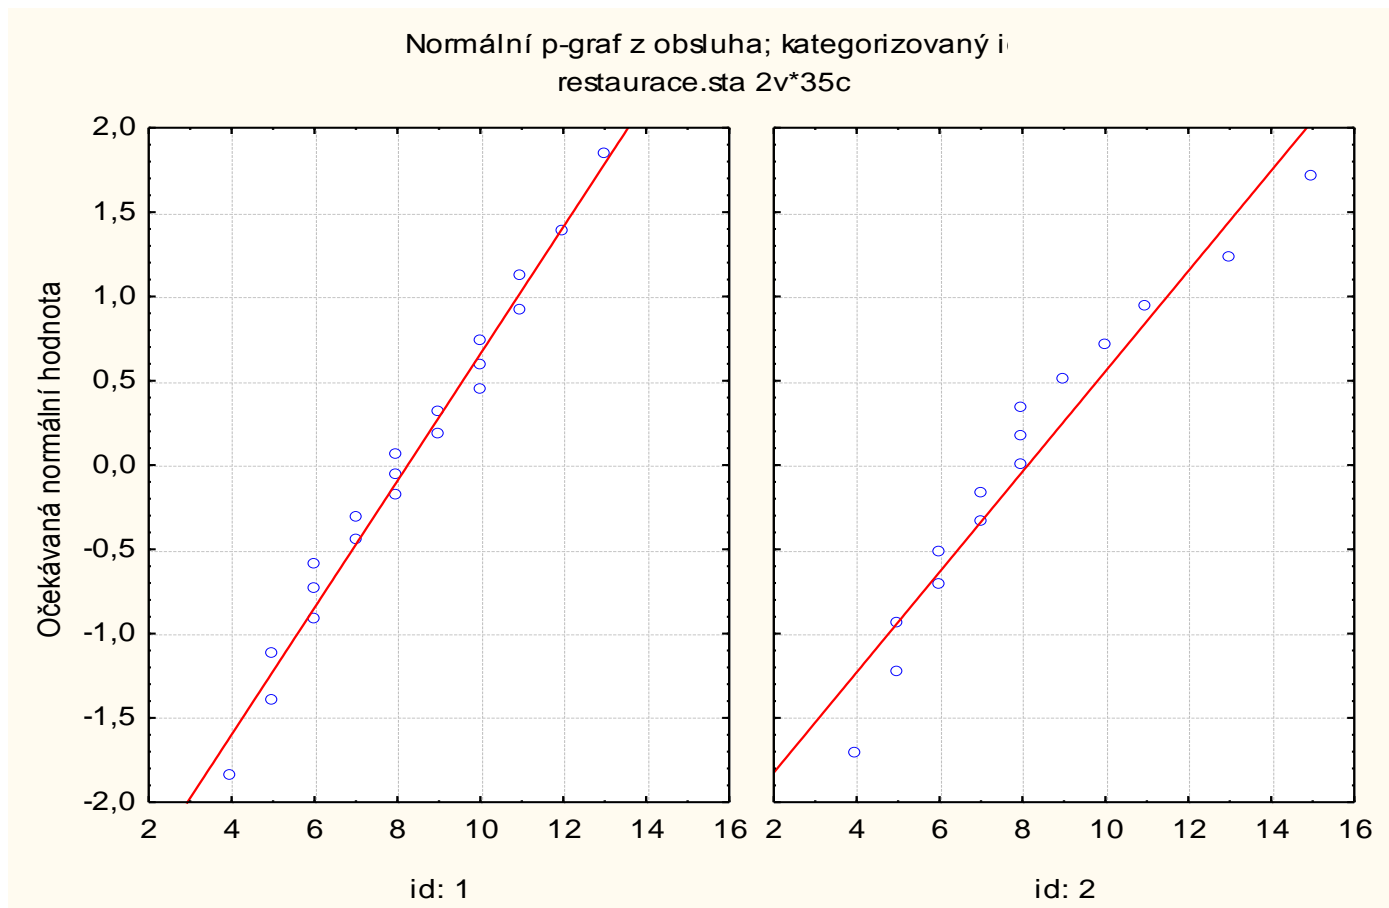 Normální p-graf z obsluha; kategorizovaný
restaurace.sta 2v*35c
Očekávaná normální hodnota
2,0
1,5
1,0
0,5
0,0
-0,5
-1,0
-1,5
-2,0
2 4 6 8 10 12 14 16 2 4 6 8 10 12 14 16
id: 1 id: 2